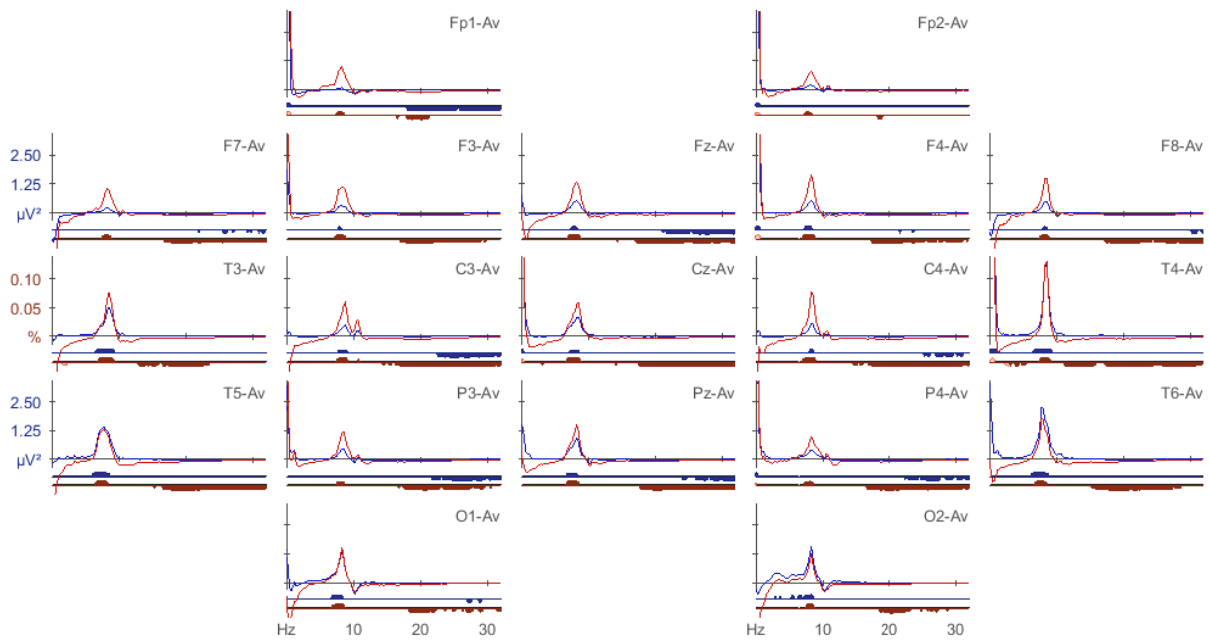 Fp1-Av Fp2-Av
F7-Av F3-Av Fz-Av F4-Av F8-Av
2.50
1.25
µV²
T3-Av C3-Av Cz-Av C4-Av T4-Av
0.10
0.05
%
T5-Av P3-Av Pz-Av P4-Av T6-Av
2.50
1.25
µV²
O1-Av O2-Av
Hz 10 20 30 Hz 10 20 30